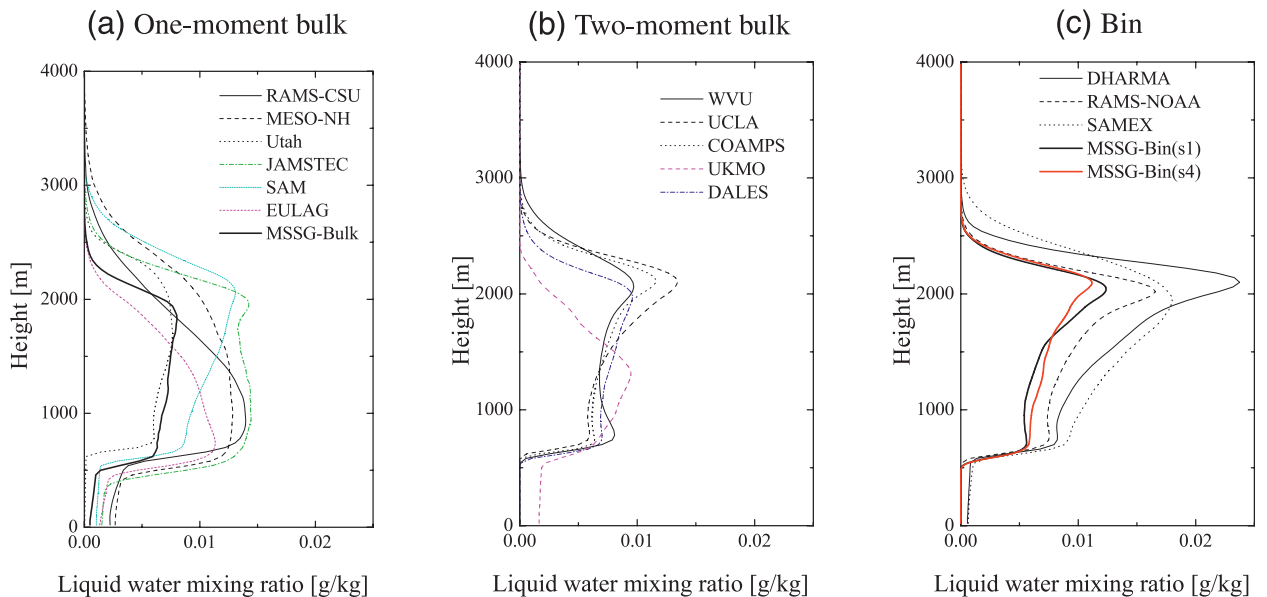 (a) One-moment bulk
4000
3000
2000
1000
0
Height [m]
RAMS-CSU
MESO-NH
Utah
JAMSTEC
SAM
EULAG
MSSG-Bulk
0.00
0.01
0.02
Liquid water mixing ratio [g/kg]
(b) Two-moment bulk
4000
3000
2000
1000
0
Height [m]
WVU
UCLA
COAMPS
UKMO
DALES
0.00
0.01
0.02
Liquid water mixing ratio [g/kg]
(c) Bin
4000
3000
2000
1000
0
Height [m]
DHARMA
RAMS-NOAA
SAMEX
MSSG-Bin(s1)
MSSG-Bin(s4)
0.00
0.01
0.02
Liquid water mixing ratio [g/kg]